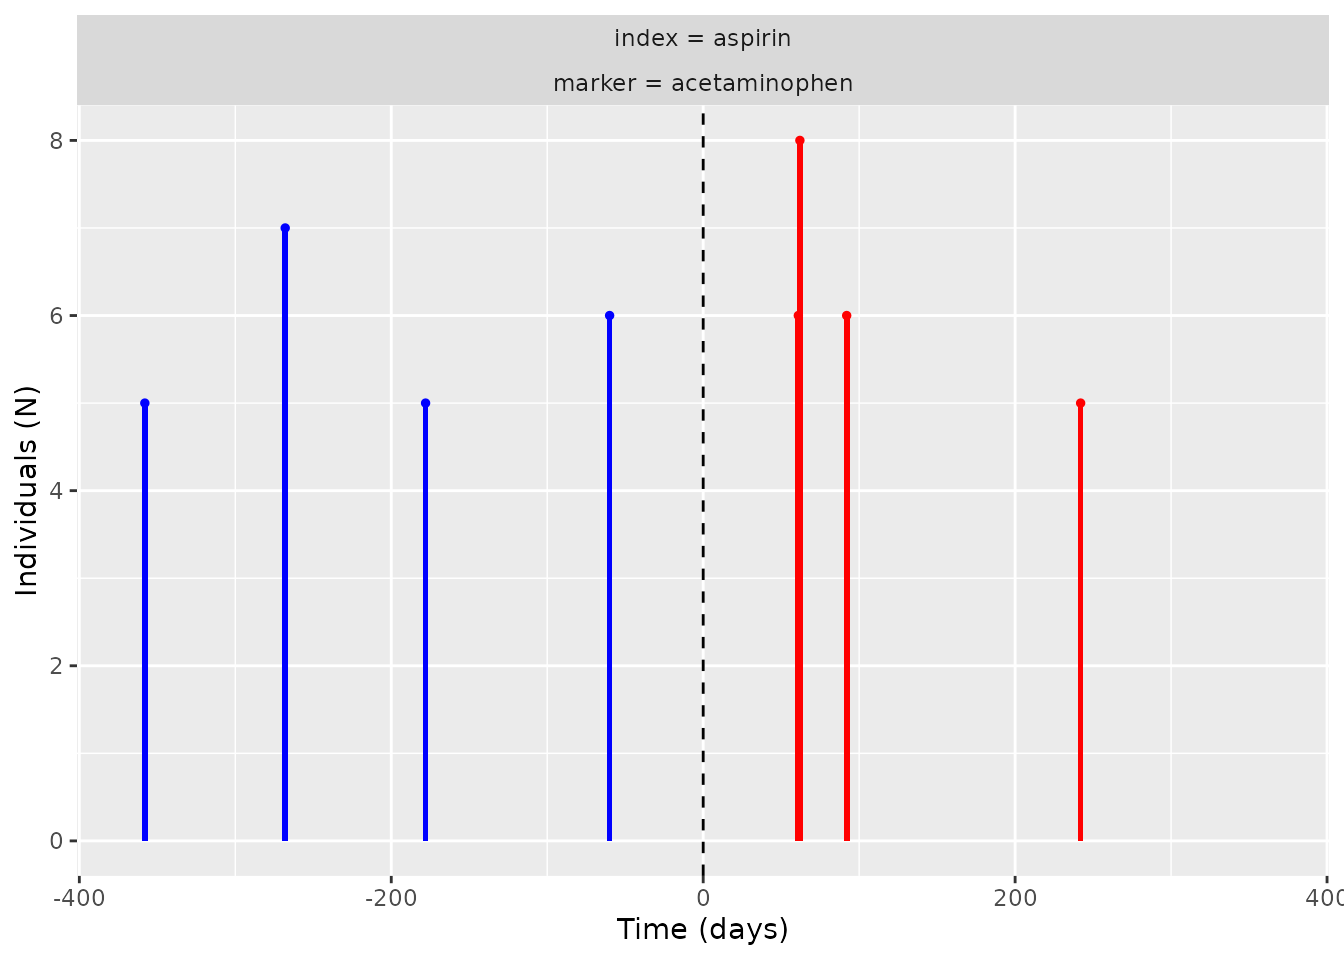 index = aspirin
marker = acetaminophen
8
6
4
2
0
Individuals (N)
-400 -200 0 200 400
Time (days)